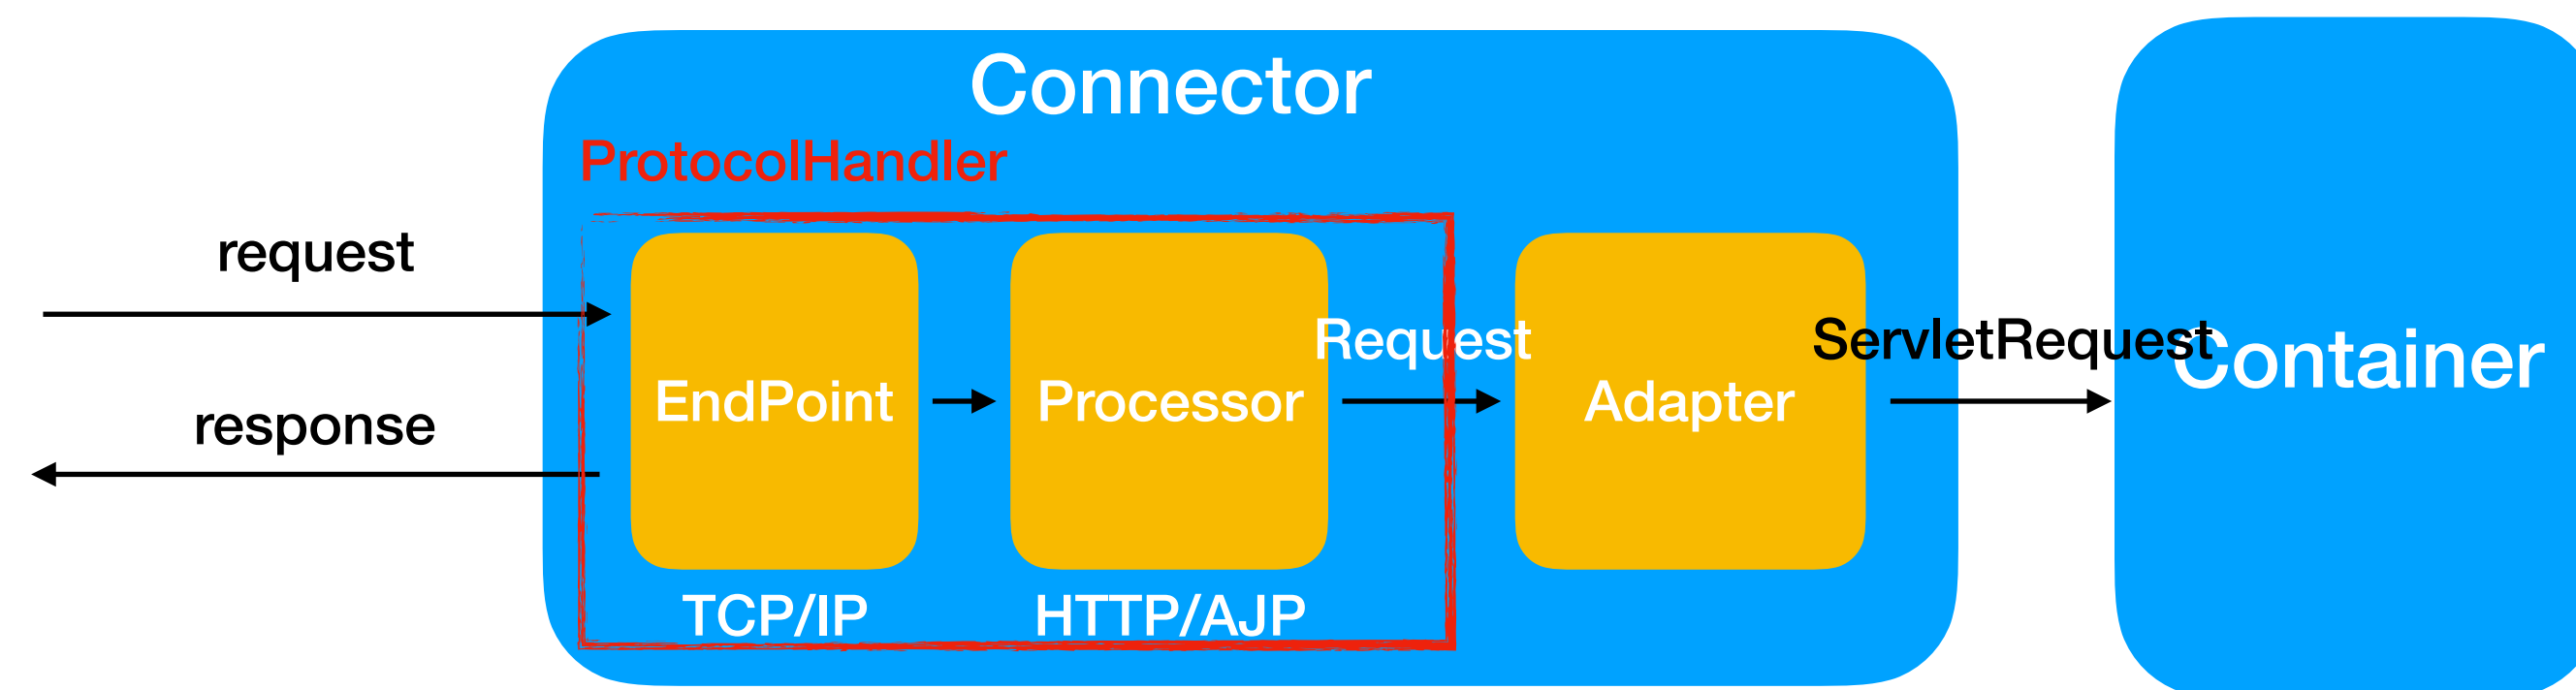 Connector
ProtocolHandler
request
response
EndPoint
Processor
Request
Adapter
ServletRequest
Container
TCP/IP
HTTP/AJP